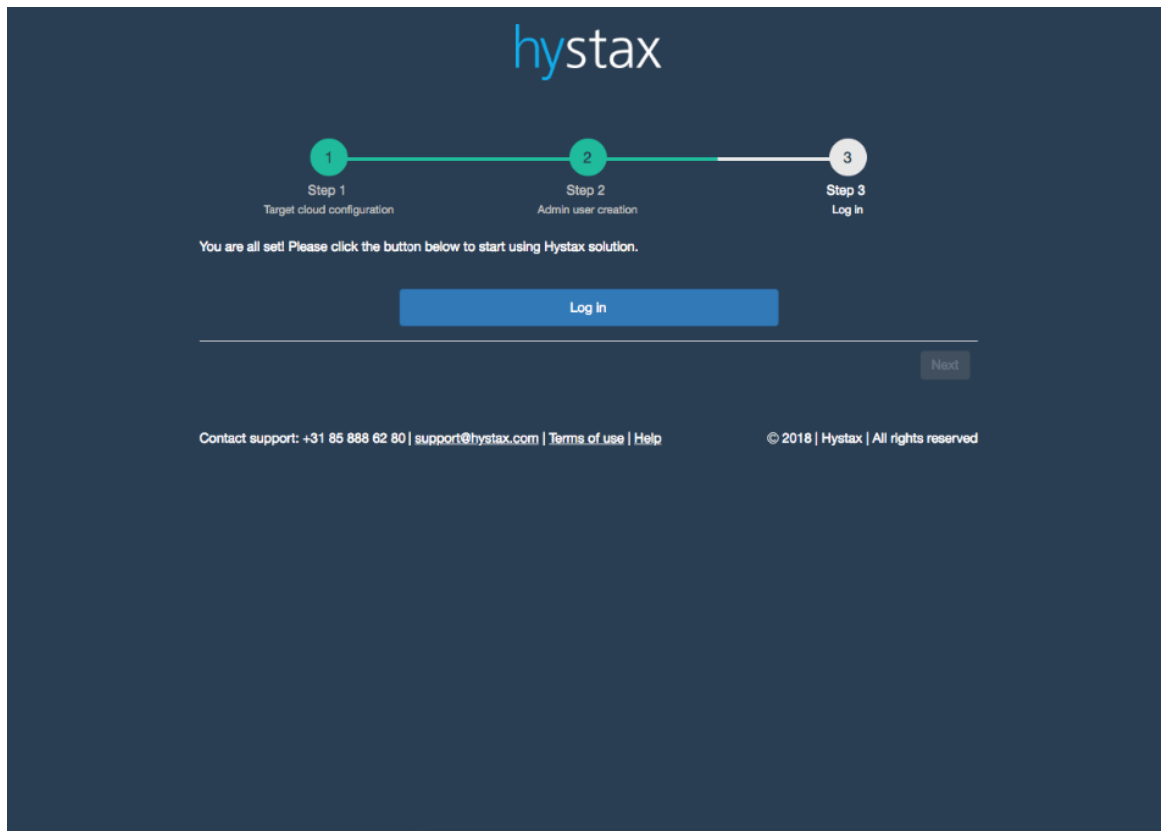 hystax
1 2 3
Step 1 Step 2 Step 3
Target cloud configuration Admin user creation Log in
You are all set! Please click the button below to start using Hystax solution.
Log in
Next
Contact support: +31 85 888 62 80 | support@hystax.com | Terms of use | Help © 2018 | Hystax | All rights reserved